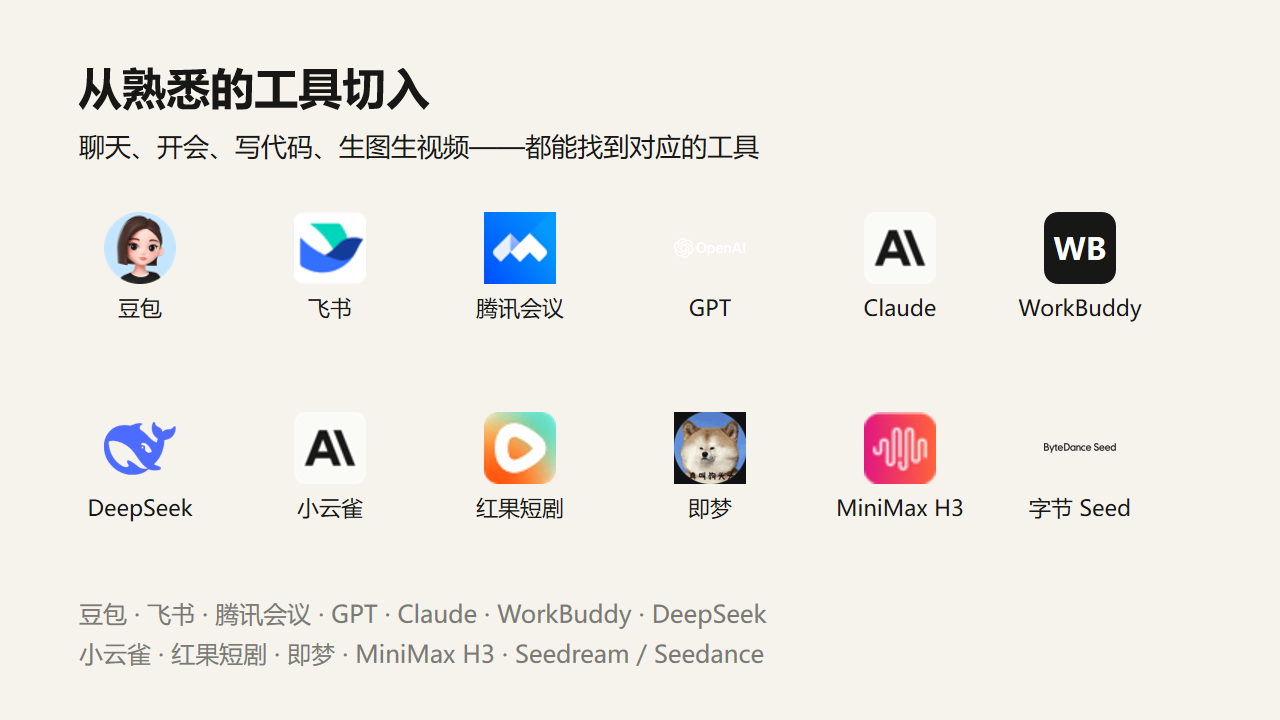 从熟悉的工具切入
聊天、开会、写代码、生图生视频——都能找到对应的工具
OpenAI
AI
WB
豆包
飞书
腾讯会议
GPT
Claude
WorkBuddy
AI
ByteDance Seed
DeepSeek
小云雀
红果短剧
即梦
MiniMax H3
字节 Seed
豆包 · 飞书 · 腾讯会议 · GPT · Claude · WorkBuddy · DeepSeek
小云雀 · 红果短剧 · 即梦 · MiniMax H3 · Seedream / Seedance